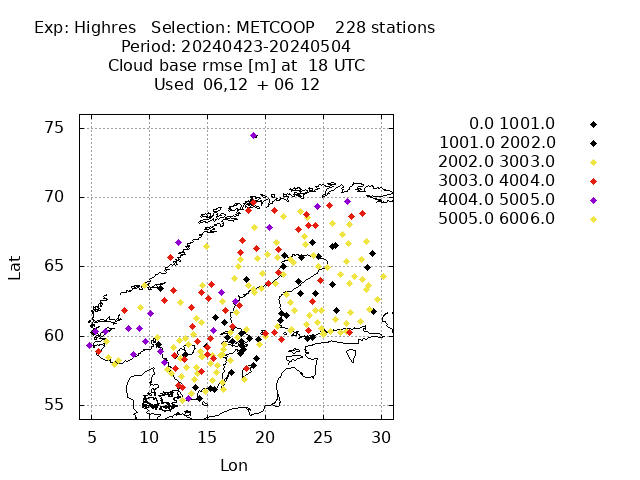 Exp: Highres   Selection: METCOOP    228 stations
Period: 20240423-20240504
Cloud base rmse [m] at  18 UTC
Used  06,12  + 06 12
0.0 1001.0
1001.0 2002.0
2002.0 3003.0
3003.0 4004.0
4004.0 5005.0
5005.0 6006.0
75
70
65
60
55
Lat
5 10 15 20 25 30
Lon